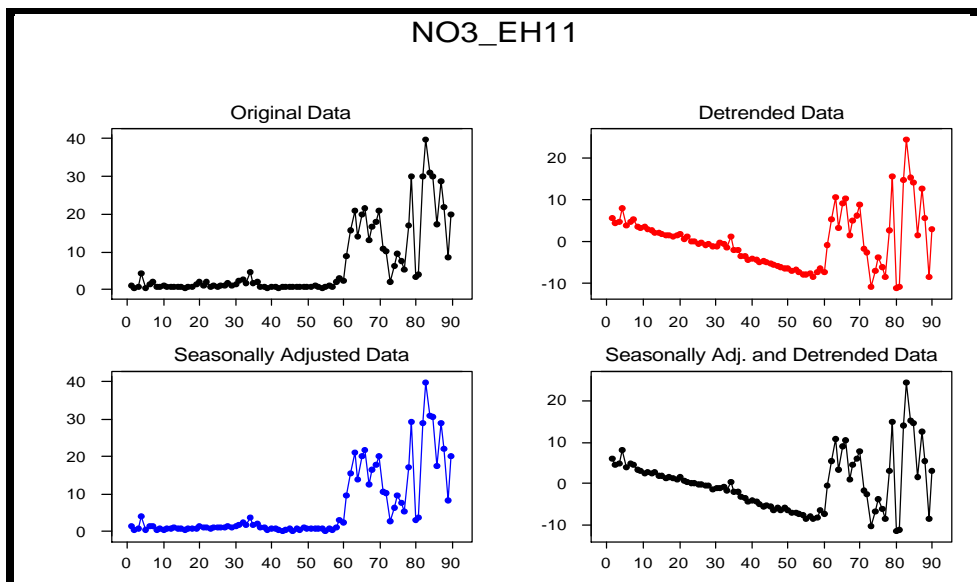 NO3_EH11
Original Data
40
30
20
10
0
0 10 20 30 40 50 60 70 80 90
Detrended Data
20
10
0
-10
0 10 20 30 40 50 60 70 80 90
Seasonally Adjusted Data
40
30
20
10
0
0 10 20 30 40 50 60 70 80 90
Seasonally Adj. and Detrended Data
20
10
0
-10
0 10 20 30 40 50 60 70 80 90